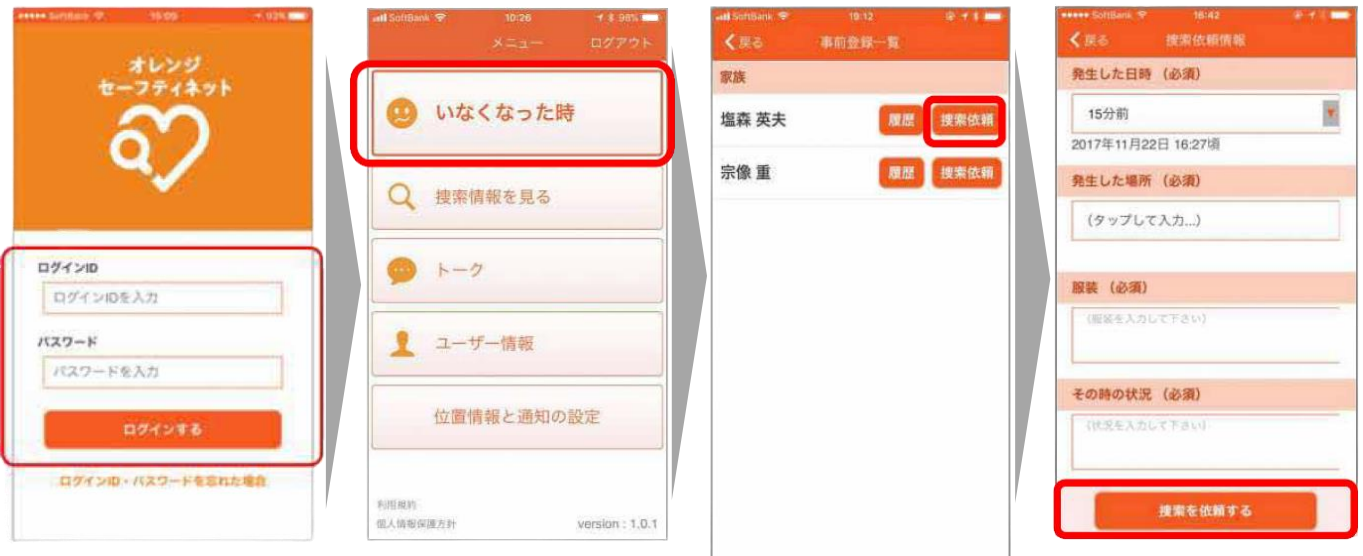 SoftBank 15:05 93%
オレンジ
セーフティネット
ログインID
ログインIDを入力
パスワード
パスワードを入力
ログインする
ログインID・パスワードを忘れた場合
SoftBank 10:26 98%
メニュー ログアウト
いなくなった時
捜索情報を見る
トーク
ユーザー情報
位置情報と通知の設定
利用規約
個人情報保護方針 version : 1.0.1
SoftBank 19:12
戻る 事前登録一覧
家族
塩森 英夫 履歴 捜索依頼
宗像 重 履歴 捜索依頼
SoftBank 16:42
戻る 捜索依頼情報
発生した日時（必須）
15分前
2017年11月22日 16:27頃
発生した場所（必須）
（タップして入力...）
服装（必須）
（服装を入力して下さい）
その時の状況（必須）
（状況を入力して下さい）
捜索を依頼する